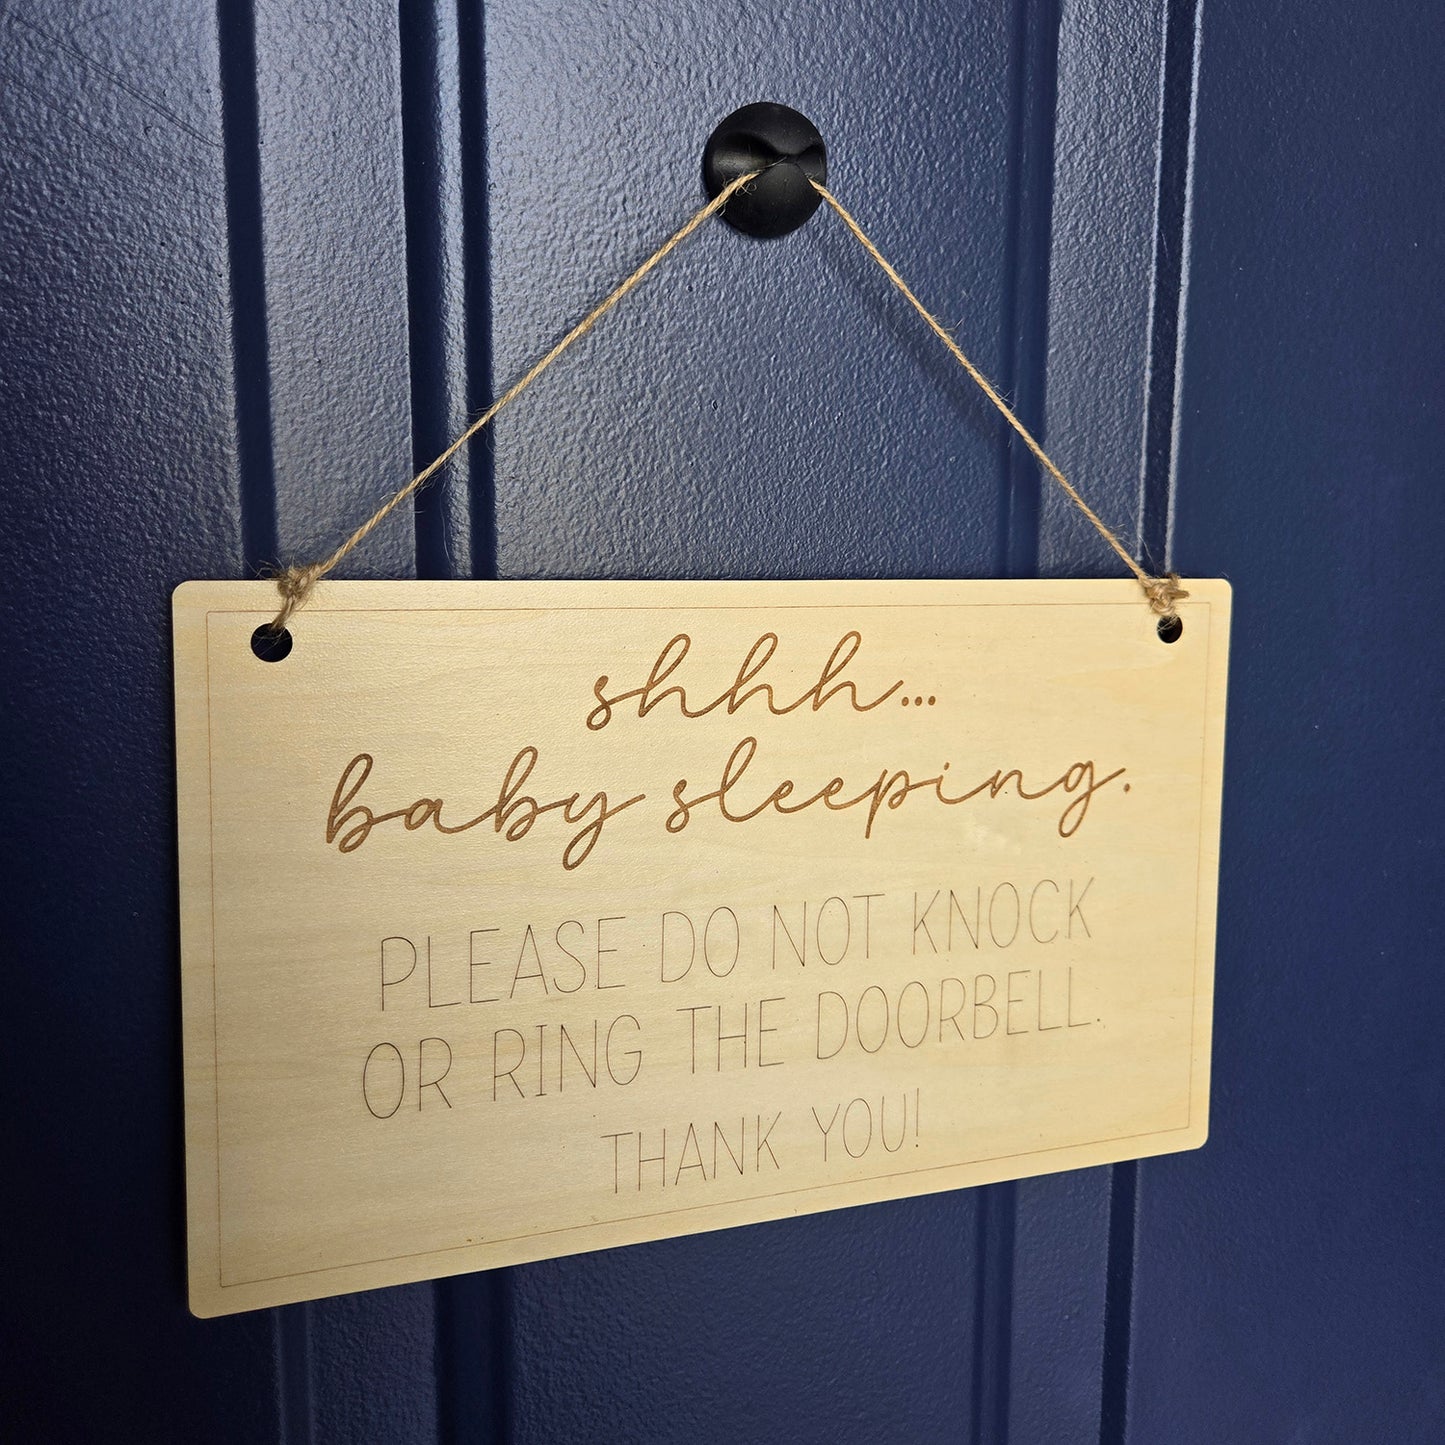 shhh...
baby sleeping.
PLEASE DO NOT KNOCK
OR RING THE DOORBELL.
THANK YOU!